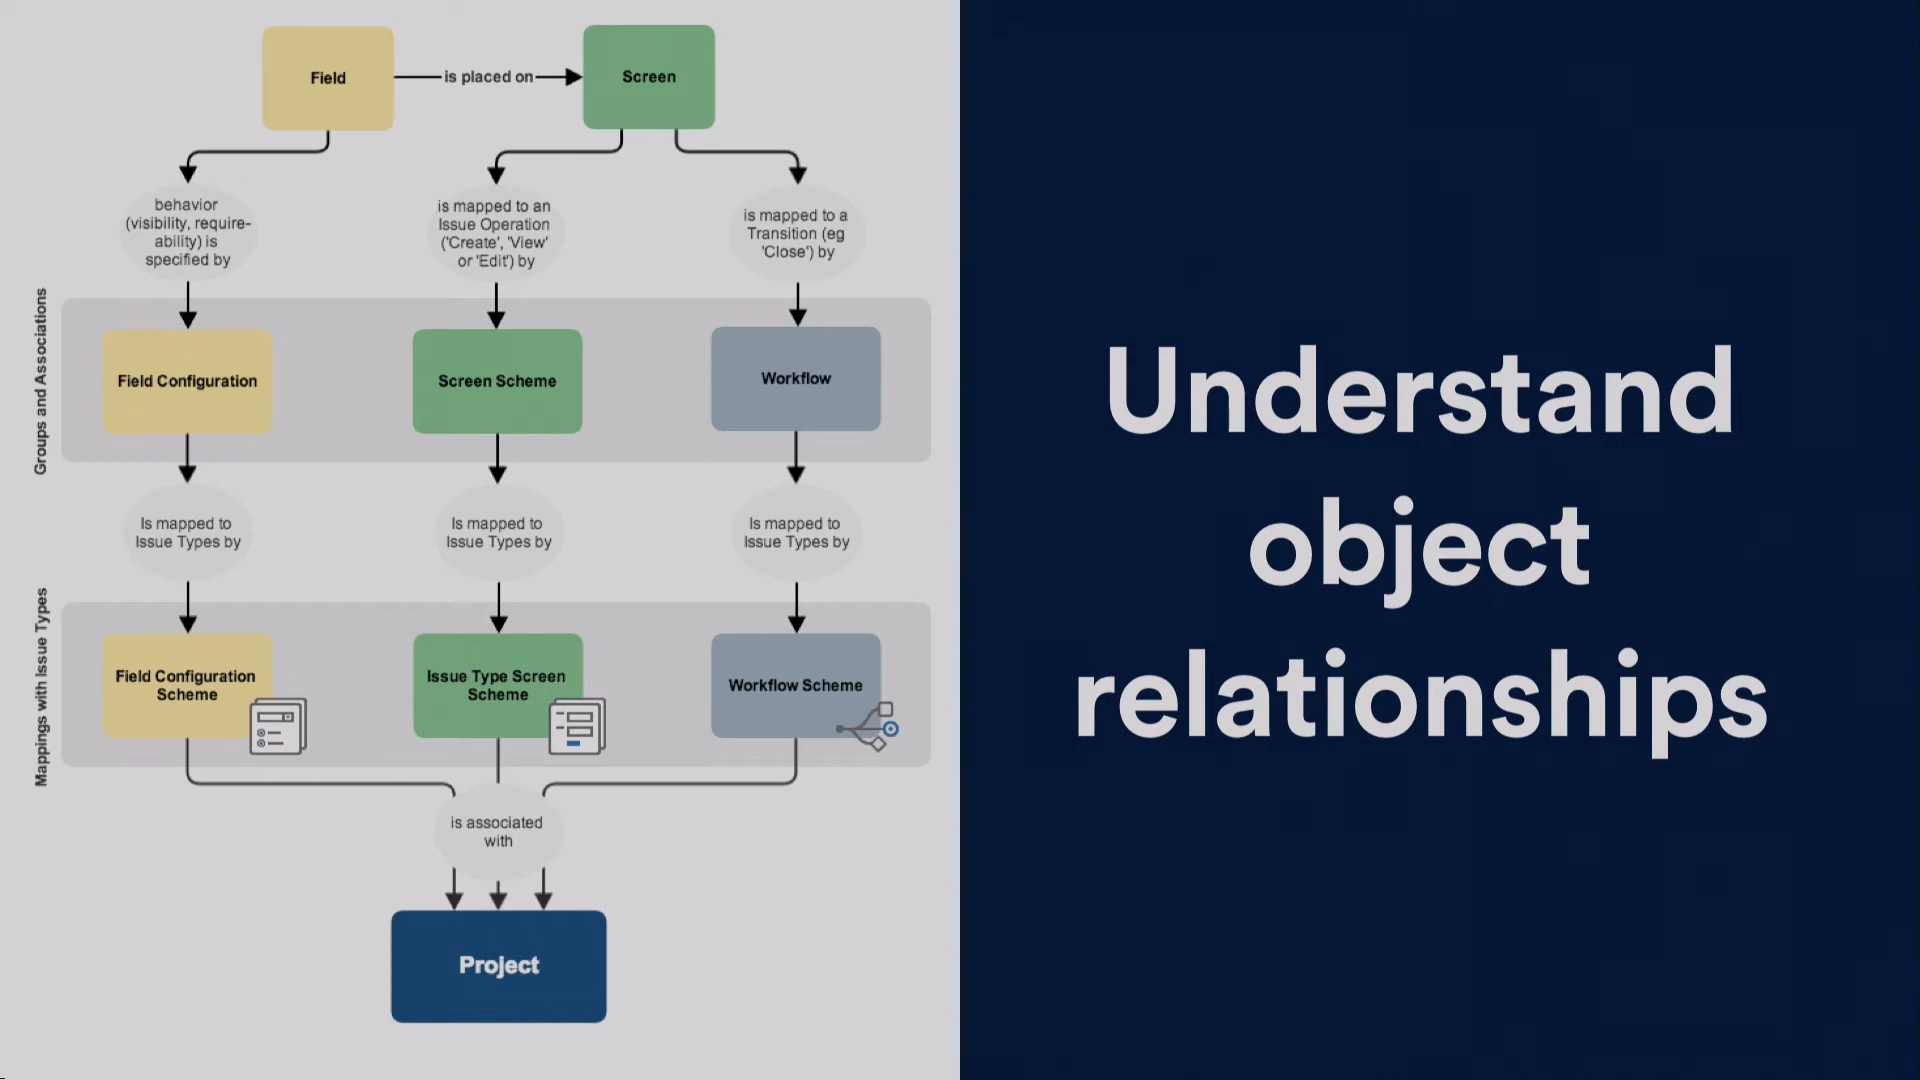 Field
is placed on
Screen
behavior
(visibility, require-
ability) is
specified by
is mapped to an
Issue Operation
('Create', 'View'
or 'Edit') by
is mapped to a
Transition (eg
'Close') by
Groups and Associations
Field Configuration
Screen Scheme
Workflow
Is mapped to
Issue Types by
Is mapped to
Issue Types by
Is mapped to
Issue Types by
Mappings with Issue Types
Field Configuration
Scheme
Issue Type Screen
Scheme
Workflow Scheme
is associated
with
Project
Understand
object
relationships